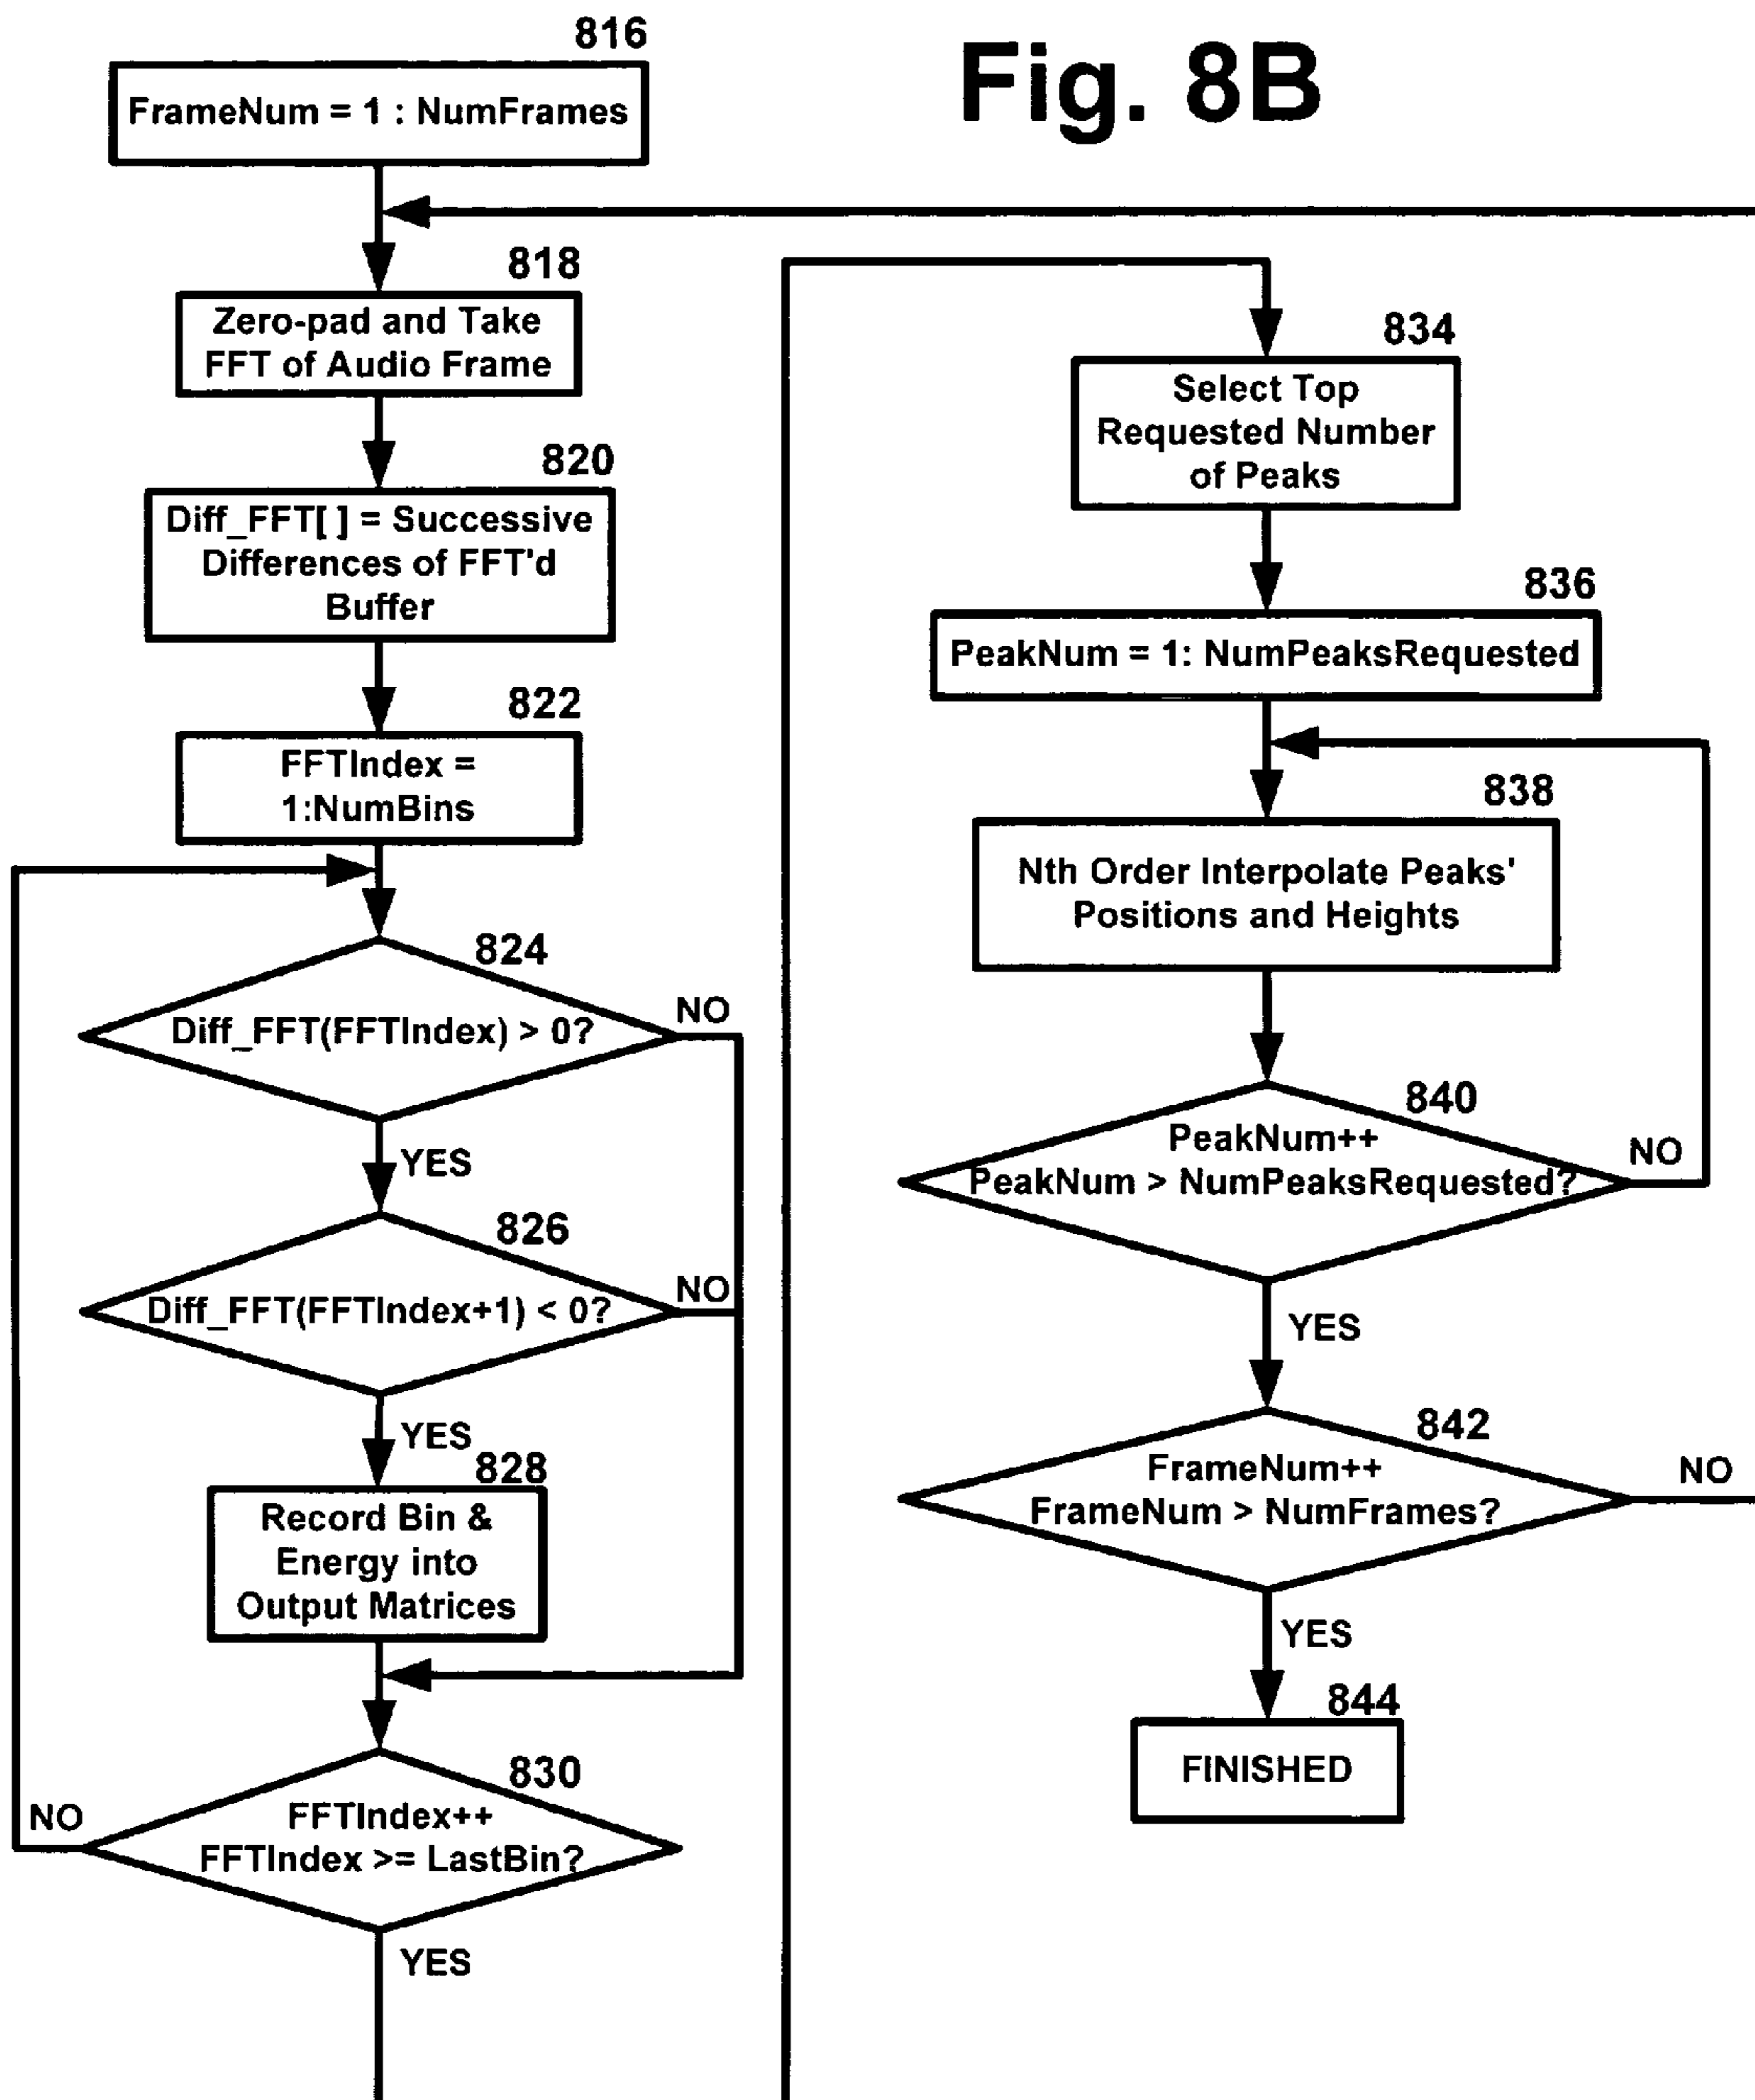 Fig. 8B
816
FrameNum = 1 : NumFrames
818
Zero-pad and Take
FFT of Audio Frame
820
Diff_FFT[ ] = Successive
Differences of FFT'd
Buffer
822
FFTIndex =
1:NumBins
824
Diff_FFT(FFTIndex) > 0?
NO
YES
826
Diff_FFT(FFTIndex+1) < 0?
NO
YES
828
Record Bin &
Energy into
Output Matrices
830
FFTIndex++
FFTIndex >= LastBin?
NO
YES
834
Select Top
Requested Number
of Peaks
836
PeakNum = 1: NumPeaksRequested
838
Nth Order Interpolate Peaks'
Positions and Heights
840
PeakNum++
PeakNum > NumPeaksRequested?
NO
YES
842
FrameNum++
FrameNum > NumFrames?
NO
YES
844
FINISHED